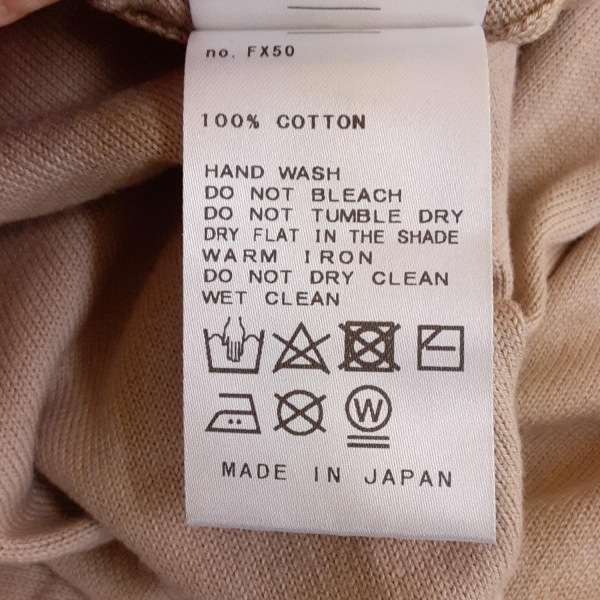 no. FX50
100% COTTON
HAND WASH
DO NOT BLEACH
DO NOT TUMBLE DRY
DRY FLAT IN THE SHADE
WARM IRON
DO NOT DRY CLEAN
WET CLEAN
W
MADE IN JAPAN